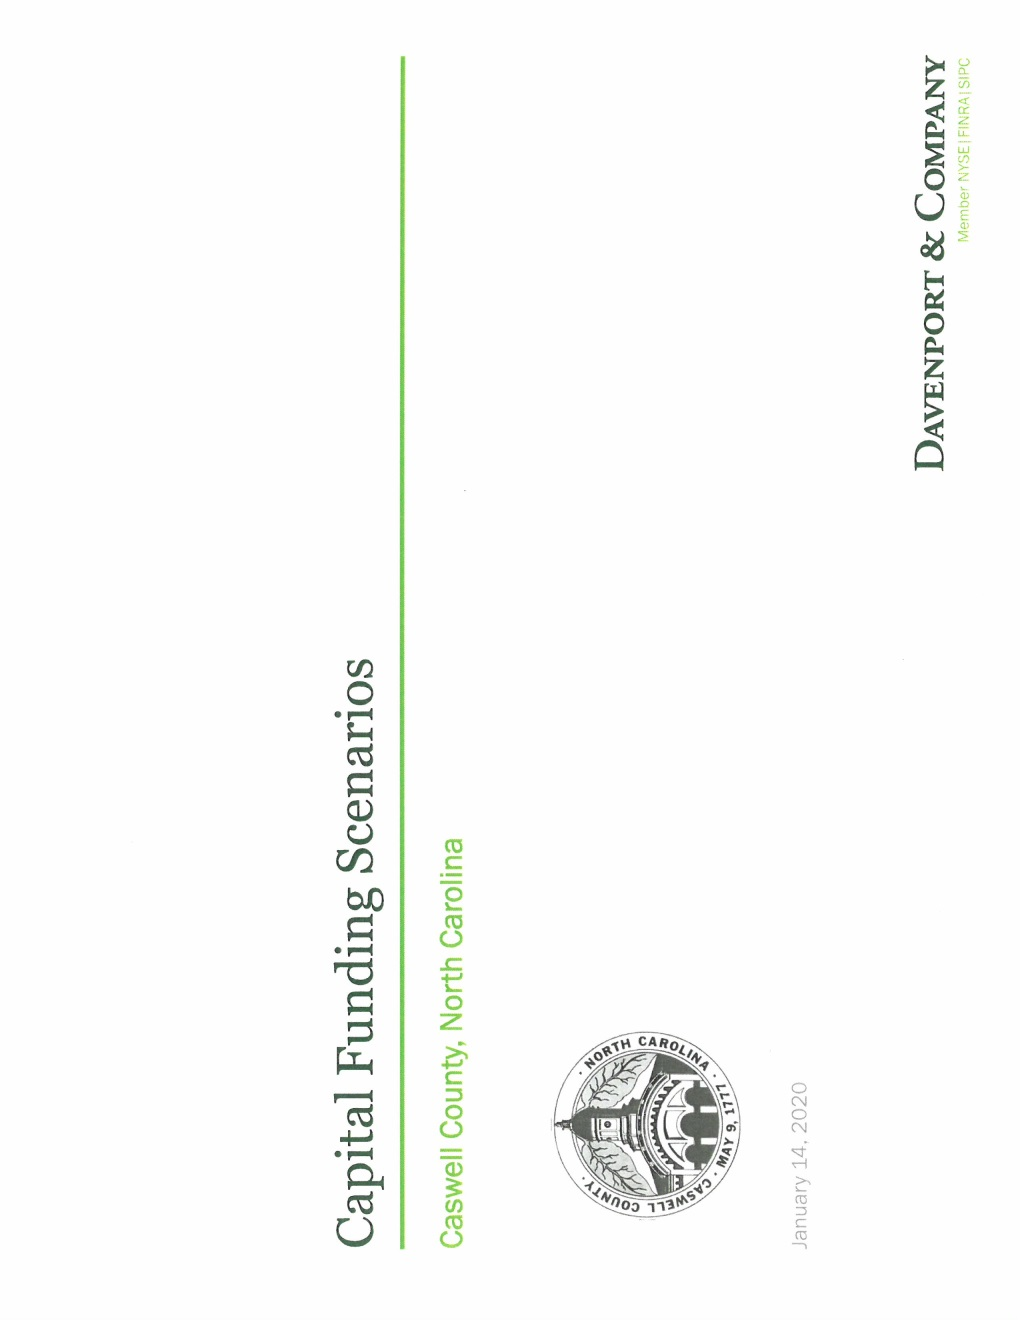 Capital Funding Scenarios
Caswell County, North Carolina
· NORTH CAROLINA ·
CASWELL COUNTY · MAY 9, 1777
January 14, 2020
DAVENPORT & COMPANY
Member NYSE | FINRA | SIPC